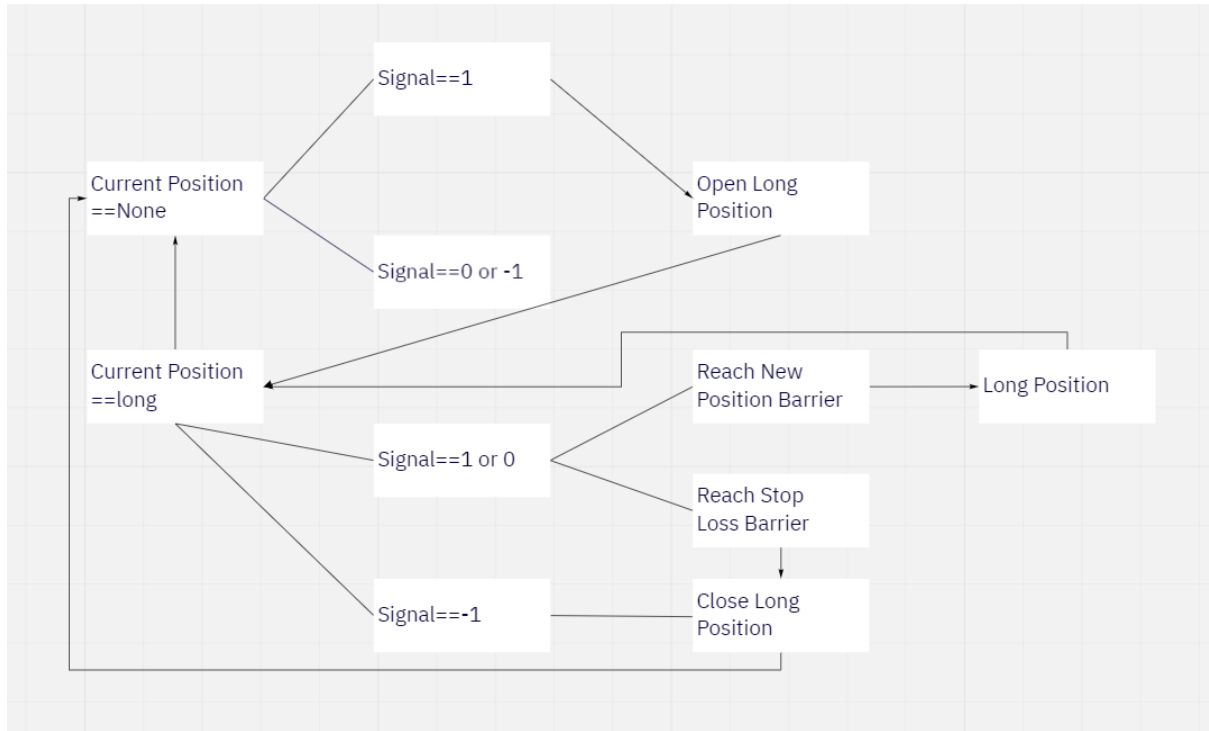 Signal==1
Current Position
==None
Open Long
Position
Signal==0 or -1
Current Position
==long
Reach New
Position Barrier
Long Position
Signal==1 or 0
Reach Stop
Loss Barrier
Signal==-1
Close Long
Position